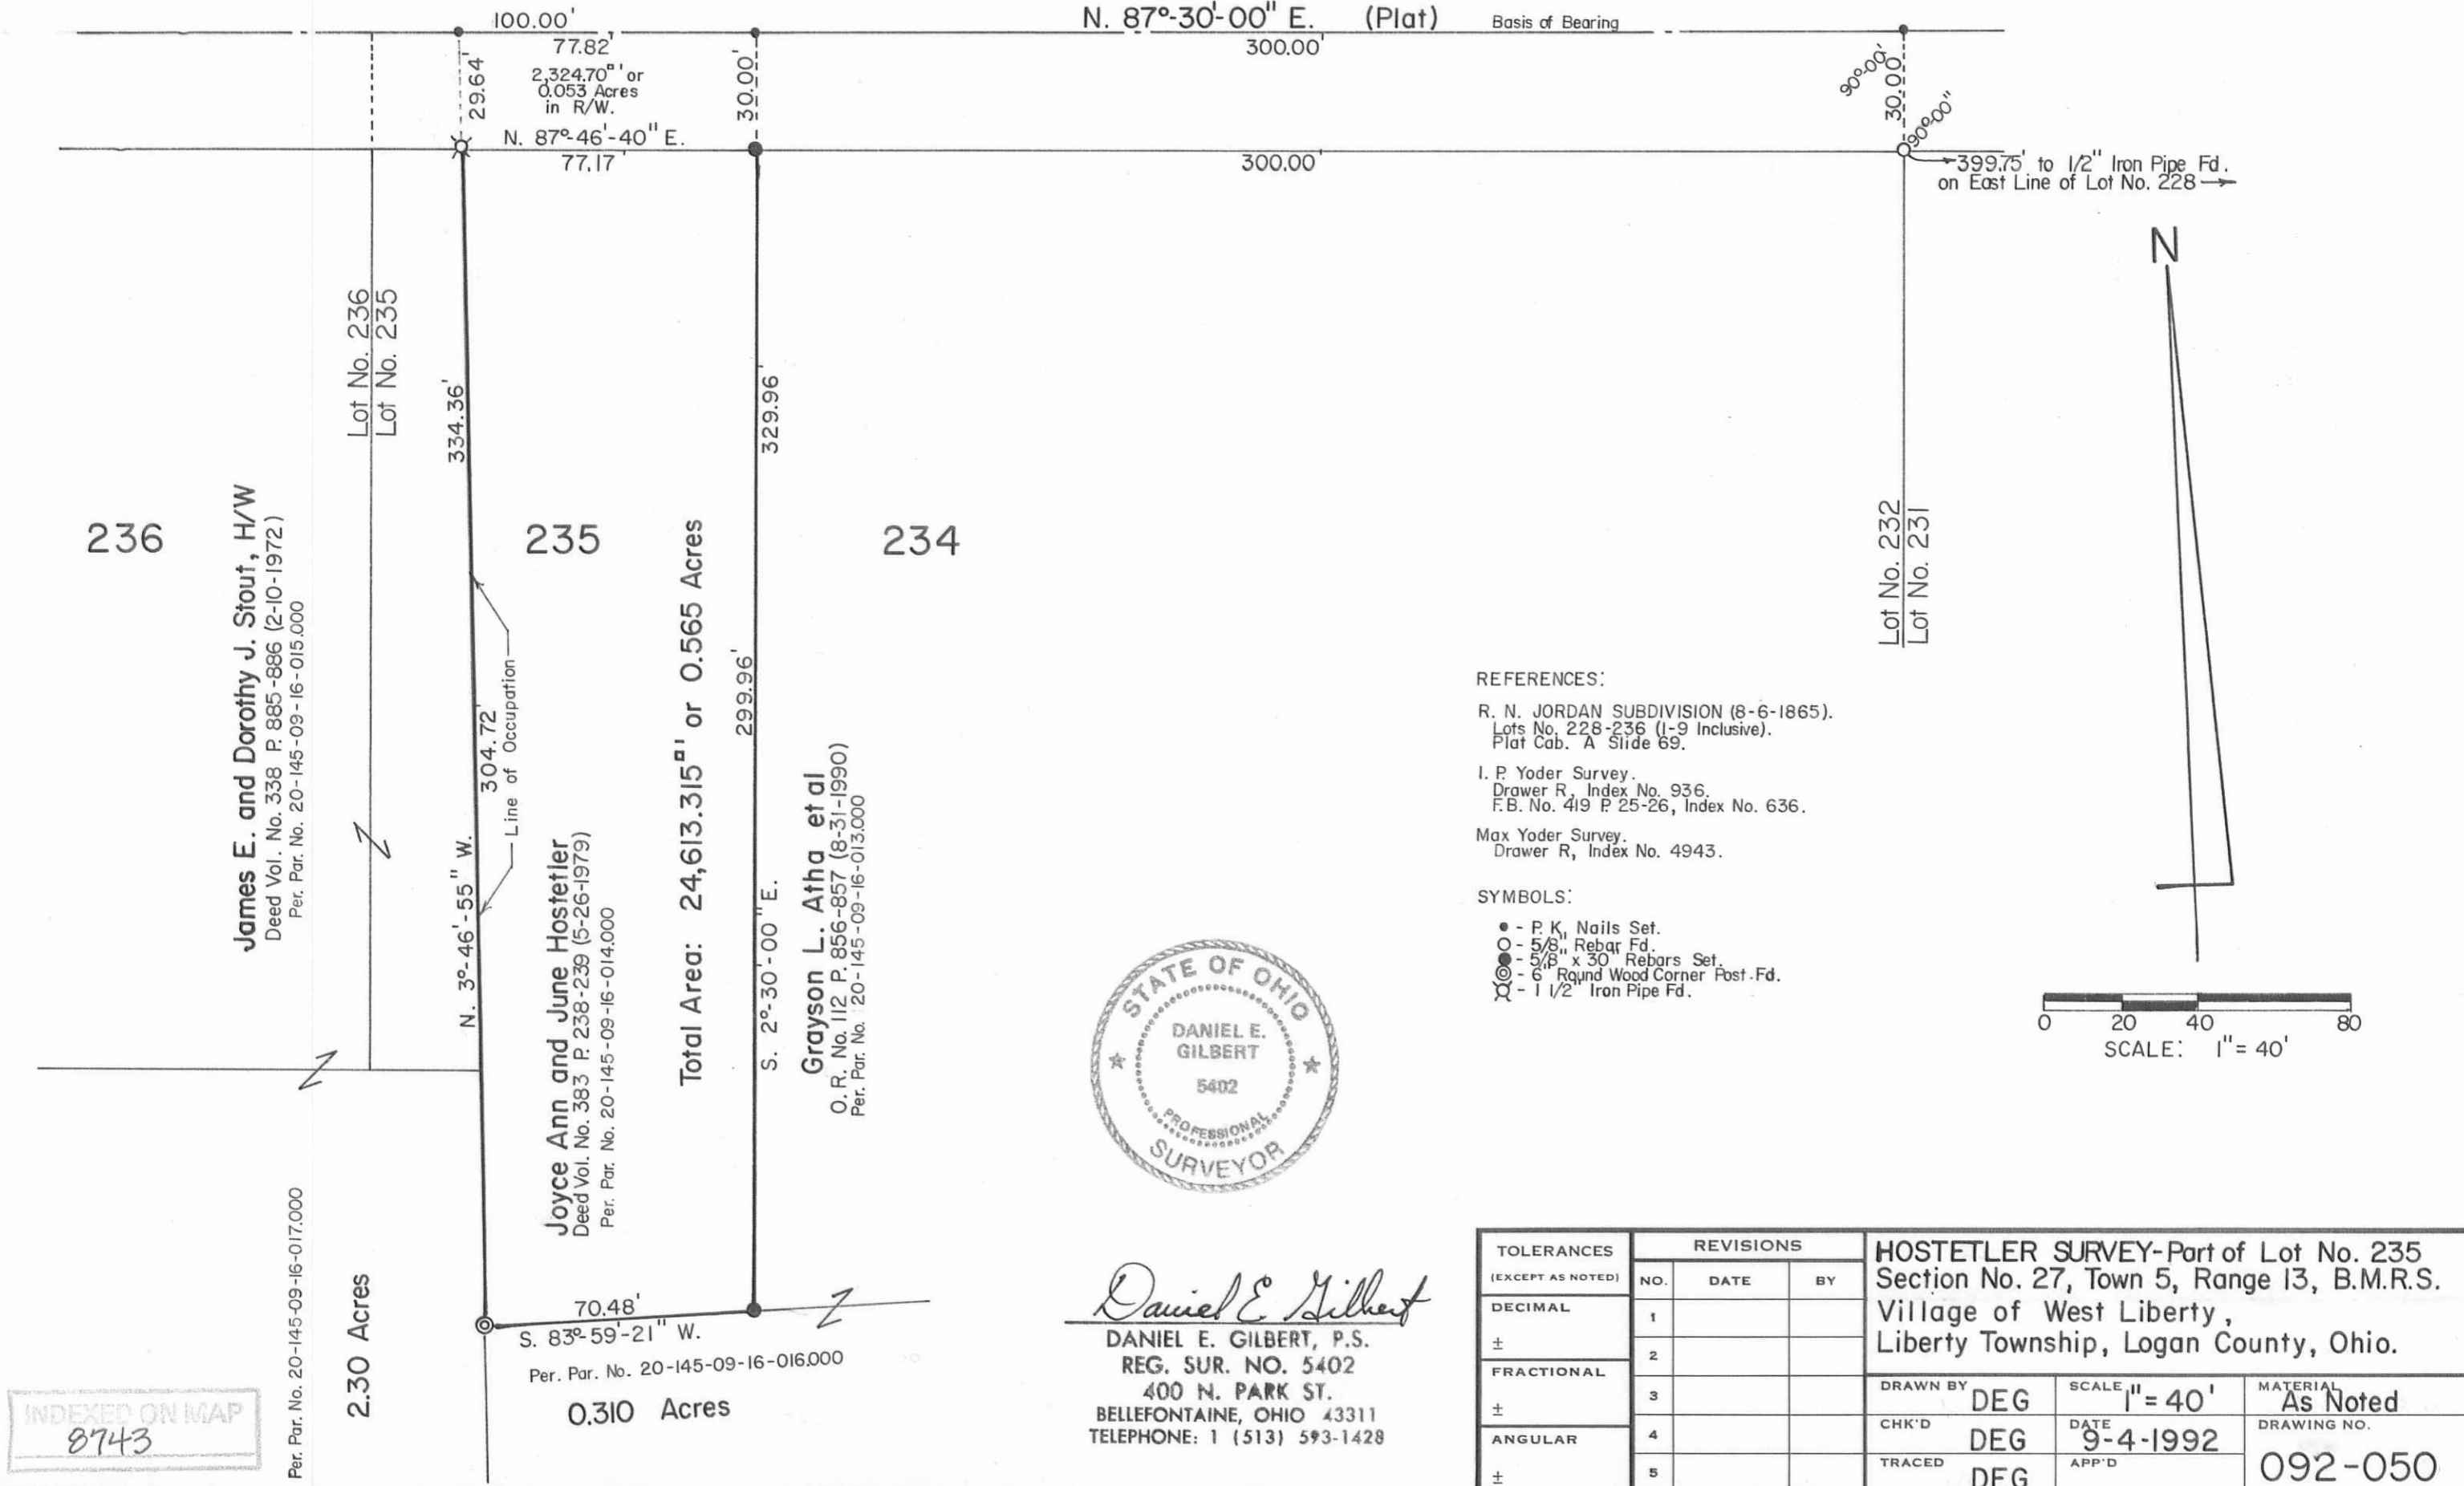 100.00'
N. 87°-30'-00" E. (Plat) Basis of Bearing
77.82'
300.00'
29.64'
2,324.70□' or
0.053 Acres
in R/W.
30.00'
90°-00'
30.00'
90°-00"
N. 87°-46'-40" E.
77.17'
300.00'
399.75' to 1/2" Iron Pipe Fd.
on East Line of Lot No. 228
N
Lot No. 236
Lot No. 235
334.36'
329.96'
236
235
234
James E. and Dorothy J. Stout, H/W
Deed Vol. No. 338 P. 885-886 (2-10-1972)
Per. Par. No. 20-145-09-16-015.000
N. 3°-46'-55" W.
304.72'
Line of Occupation
Joyce Ann and June Hostetler
Deed Vol. No. 383 P. 238-239 (5-26-1979)
Per. Par. No. 20-145-09-16-014.000
Total Area: 24,613.315□' or 0.565 Acres
299.96'
S. 2°-30'-00" E.
Grayson L. Atha et al
O. R. No. 112 P. 856-857 (8-31-1990)
Per. Par. No. 20-145-09-16-013.000
Lot No. 232
Lot No. 231
REFERENCES:
R. N. JORDAN SUBDIVISION (8-6-1865).
Lots No. 228-236 (1-9 Inclusive).
Plat Cab. A Slide 69.
I. P. Yoder Survey.
Drawer R, Index No. 936.
F.B. No. 419 P. 25-26, Index No. 636.
Max Yoder Survey.
Drawer R, Index No. 4943.
SYMBOLS:
- P. K. Nails Set.
- 5/8" Rebar Fd.
- 5/8" x 30" Rebars Set.
- 6" Round Wood Corner Post Fd.
- 1 1/2" Iron Pipe Fd.
0 20 40 80
SCALE: 1" = 40'
STATE OF OHIO
DANIEL E.
GILBERT
5402
PROFESSIONAL
SURVEYOR
70.48'
S. 83°-59'-21" W.
Per. Par. No. 20-145-09-16-016.000
0.310 Acres
Per. Par. No. 20-145-09-16-017.000
2.30 Acres
INDEXED ON MAP
8743
Daniel E. Gilbert
DANIEL E. GILBERT, P.S.
REG. SUR. NO. 5402
400 N. PARK ST.
BELLEFONTAINE, OHIO 43311
TELEPHONE: 1 (513) 593-1428
TOLERANCES
(EXCEPT AS NOTED)
DECIMAL
±
FRACTIONAL
±
ANGULAR
±
REVISIONS
NO. DATE BY
1
2
3
4
5
HOSTETLER SURVEY-Part of Lot No. 235
Section No. 27, Town 5, Range 13, B.M.R.S.
Village of West Liberty,
Liberty Township, Logan County, Ohio.
DRAWN BY DEG
SCALE 1" = 40'
MATERIAL As Noted
CHK'D DEG
DATE 9-4-1992
DRAWING NO.
092-050
TRACED DEG
APP'D